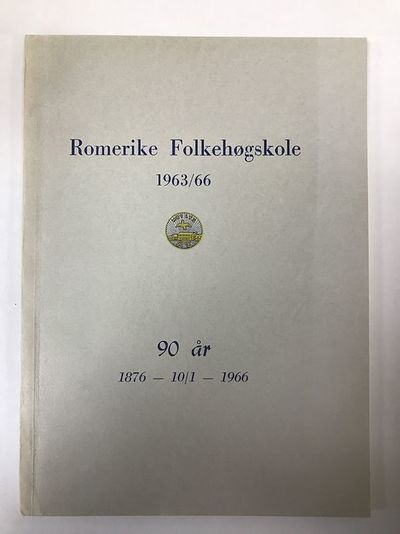 Romerike Folkehøgskole
1963/66
90 år
1876 — 10/1 — 1966